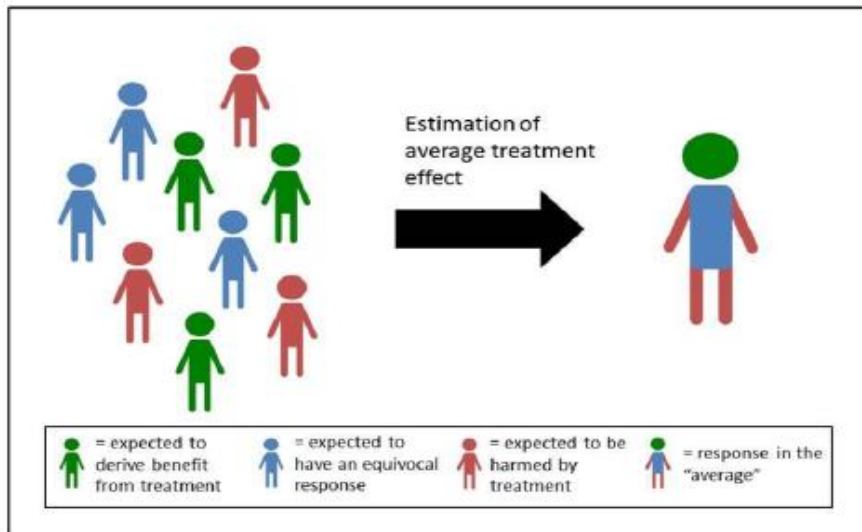 Estimation of
average treatment
effect
= expected to
derive benefit
from treatment
= expected to
have an equivocal
response
= expected to be
harmed by
treatment
= response in the
“average”